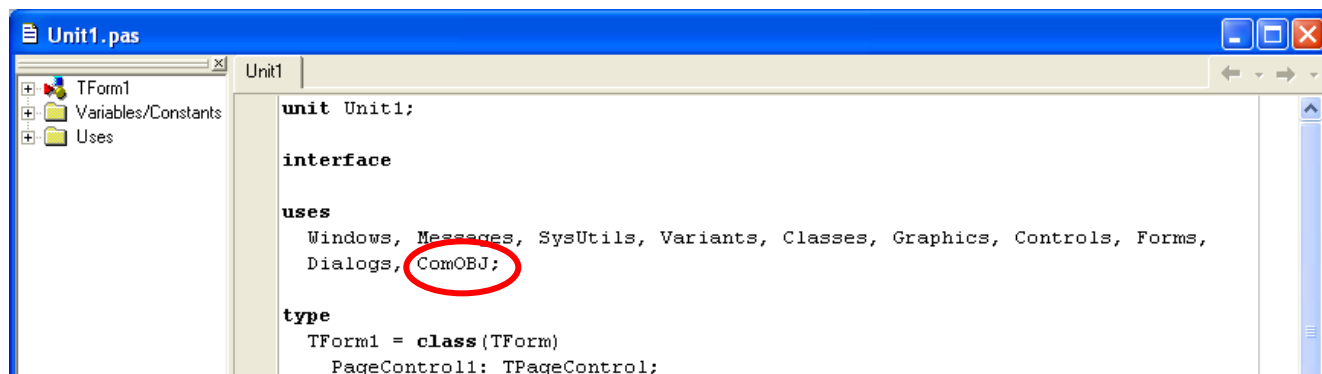 Unit1.pas
TForm1
Variables/Constants
Uses
Unit1
unit Unit1;
interface
uses
Windows, Messages, SysUtils, Variants, Classes, Graphics, Controls, Forms,
Dialogs, ComOBJ;
type
TForm1 = class(TForm)
PageControl1: TPageControl;